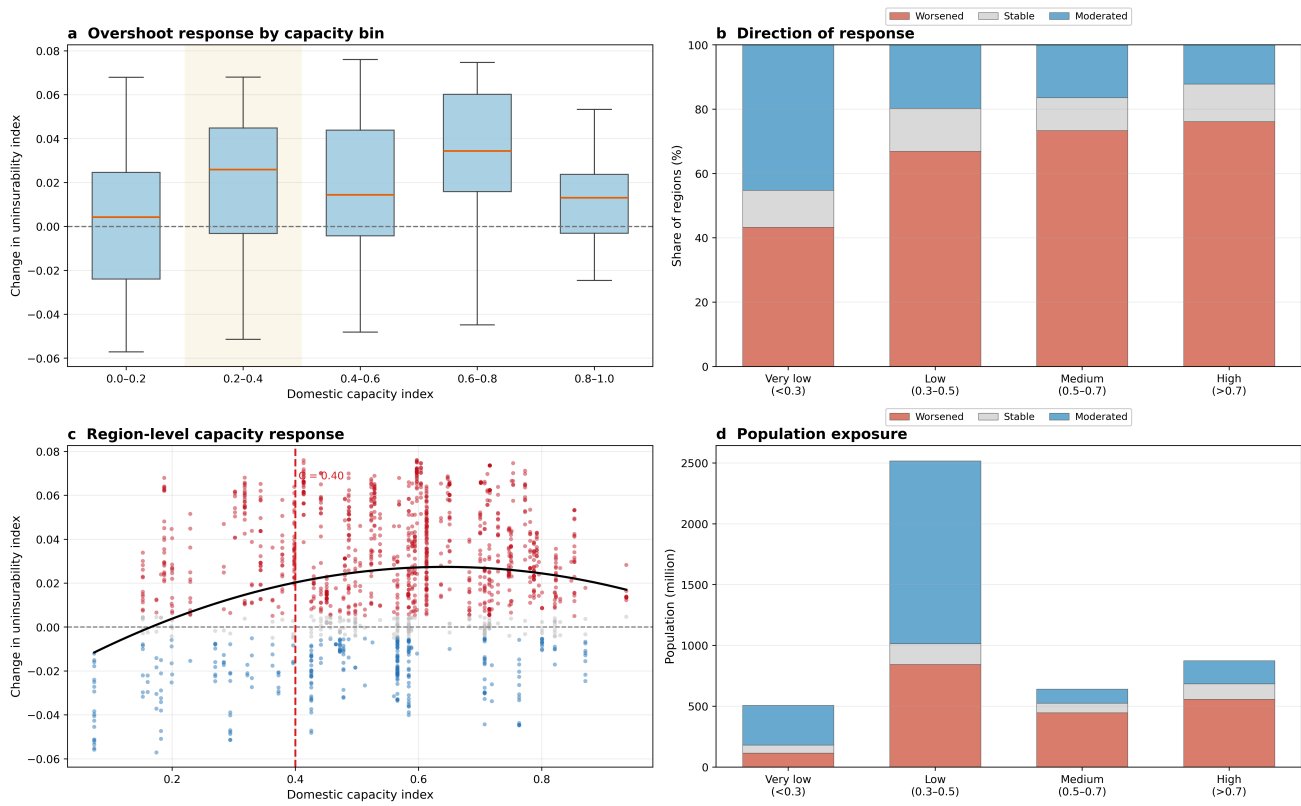 a Overshoot response by capacity bin
0.08
0.06
0.04
0.02
0.00
−0.02
−0.04
−0.06
Change in uninsurability index
0.0–0.2 0.2–0.4 0.4–0.6 0.6–0.8 0.8–1.0
Domestic capacity index
Worsened Stable Moderated
b Direction of response
100
80
60
40
20
0
Share of regions (%)
Very low Low Medium High
(<0.3) (0.3–0.5) (0.5–0.7) (>0.7)
c Region-level capacity response
0.08
0.06
0.04
0.02
0.00
−0.02
−0.04
−0.06
Change in uninsurability index
= 0.40
0.2 0.4 0.6 0.8
Domestic capacity index
Worsened Stable Moderated
d Population exposure
2500
2000
1500
1000
500
0
Population (million)
Very low Low Medium High
(<0.3) (0.3–0.5) (0.5–0.7) (>0.7)